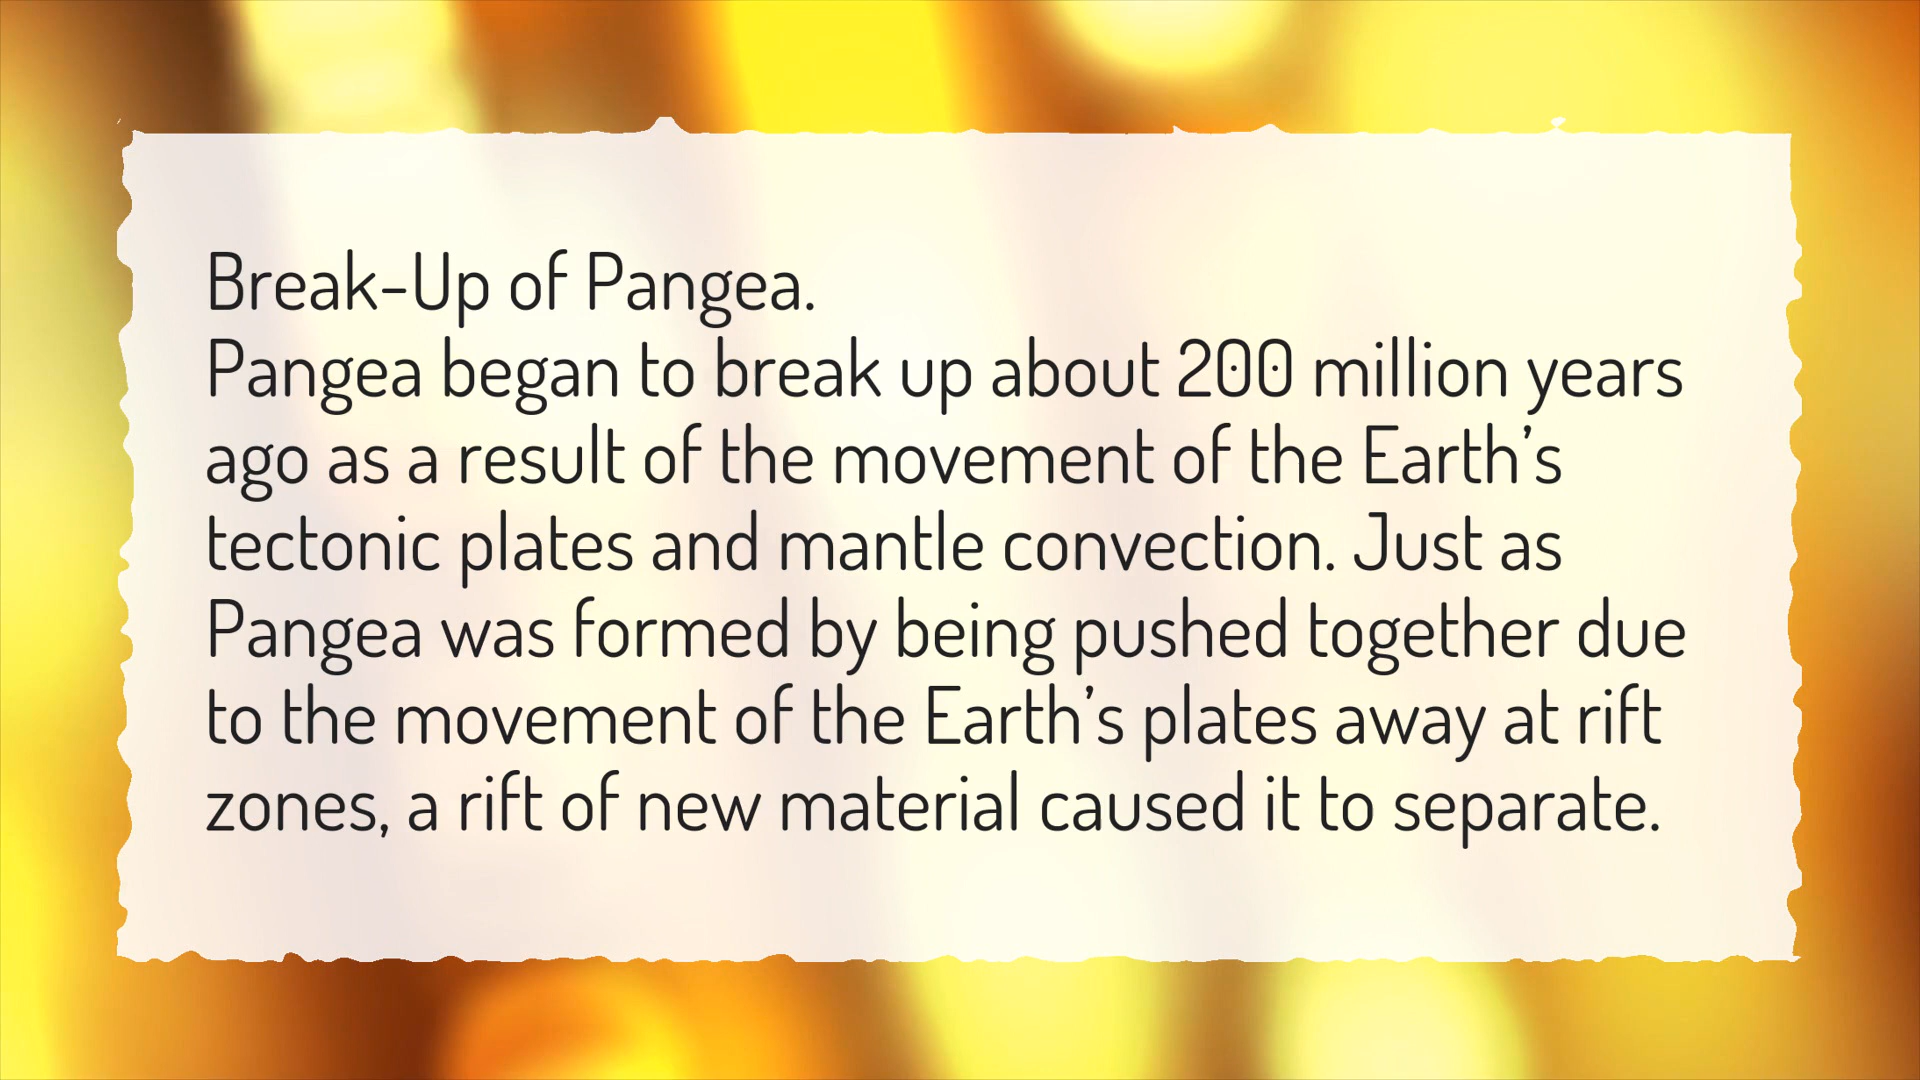 Break-Up of Pangea.
Pangea began to break up about 200 million years
ago as a result of the movement of the Earth’s
tectonic plates and mantle convection. Just as
Pangea was formed by being pushed together due
to the movement of the Earth’s plates away at rift
zones, a rift of new material caused it to separate.